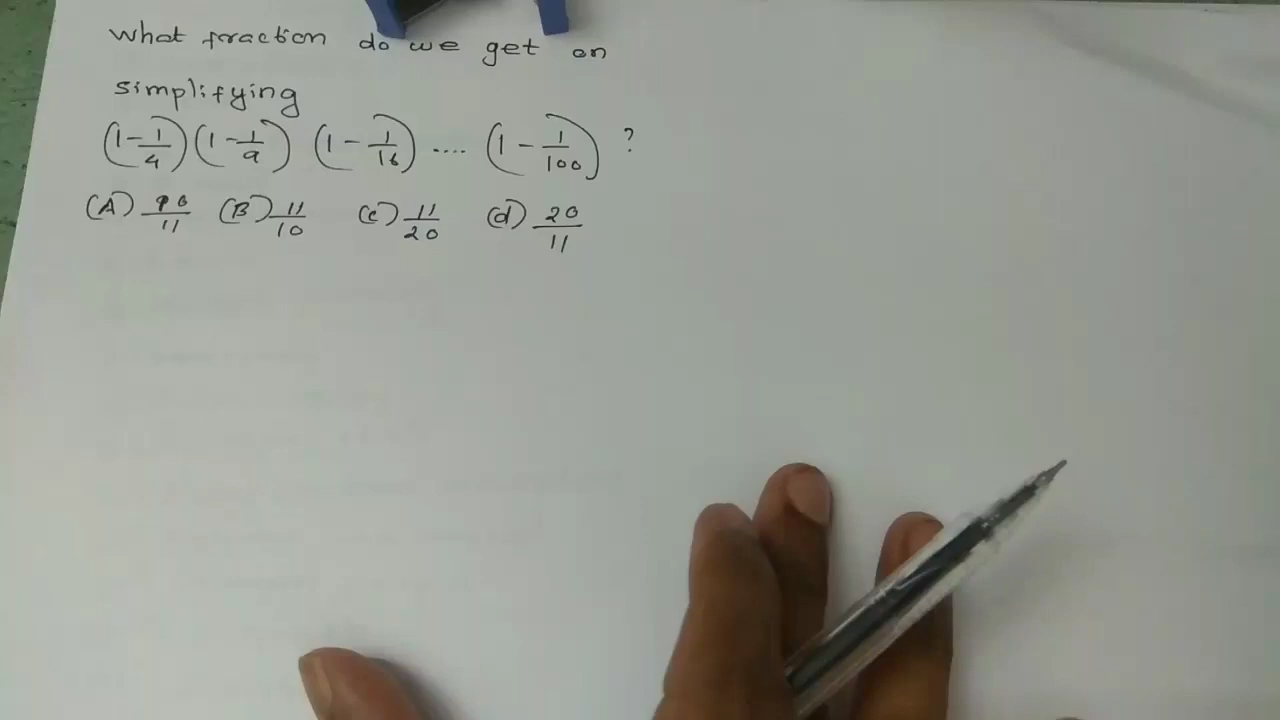 What fraction do we get on
simplifying
(1-1/4)(1-1/9) (1-1/16) .... (1-1/100) ?
(A) 10/11 (B) 11/10 (c) 11/20 (d) 20/11